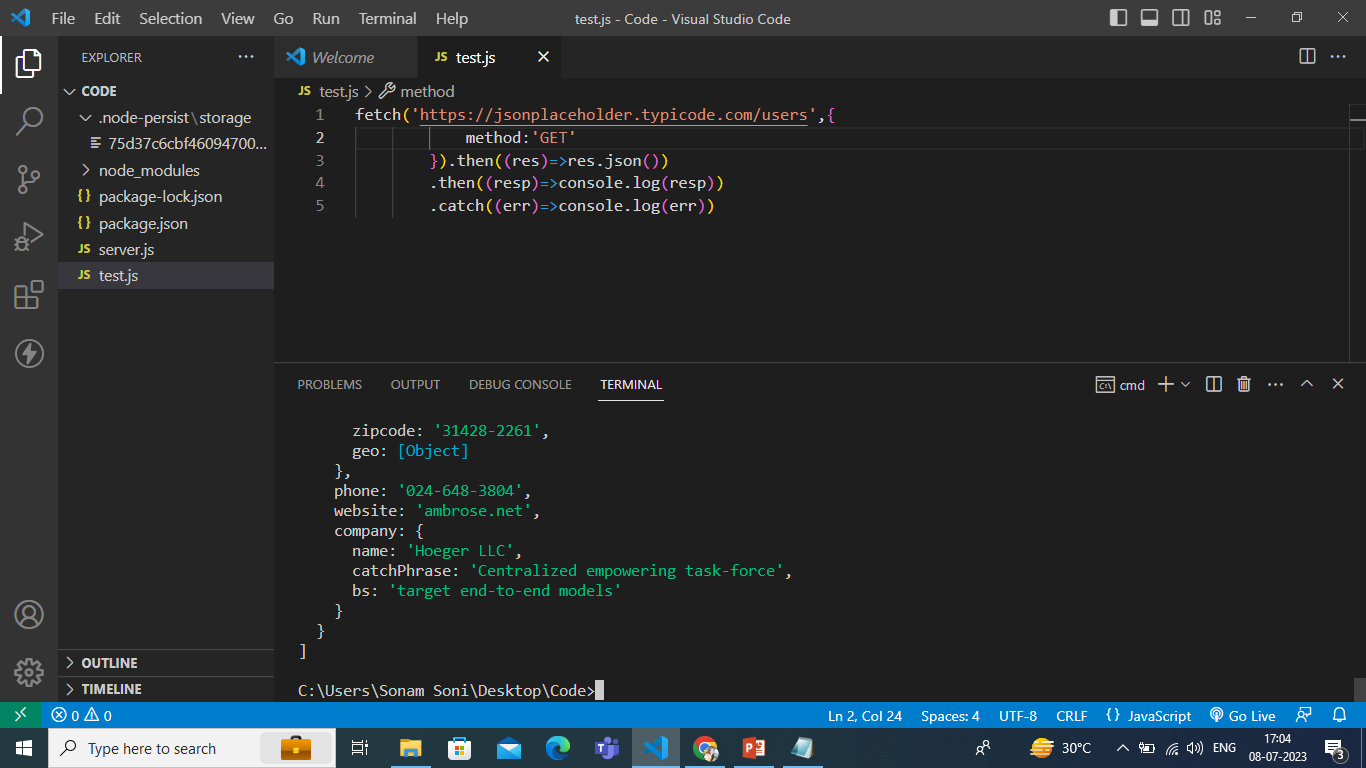 File Edit Selection View Go Run Terminal Help
test.js - Code - Visual Studio Code
EXPLORER
Welcome
JS test.js
CODE
.node-persist\storage
75d37c6cbf46094700...
node_modules
{} package-lock.json
{} package.json
JS server.js
JS test.js
OUTLINE
TIMELINE
JS test.js > method
1 fetch('https://jsonplaceholder.typicode.com/users',{
2 method:'GET'
3 }).then((res)=>res.json())
4 .then((resp)=>console.log(resp))
5 .catch((err)=>console.log(err))
PROBLEMS OUTPUT DEBUG CONSOLE TERMINAL
cmd
zipcode: '31428-2261',
geo: [Object]
},
phone: '024-648-3804',
website: 'ambrose.net',
company: {
name: 'Hoeger LLC',
catchPhrase: 'Centralized empowering task-force',
bs: 'target end-to-end models'
}
}
]
C:\Users\Sonam Soni\Desktop\Code>
0 0
Ln 2, Col 24 Spaces: 4 UTF-8 CRLF {} JavaScript Go Live
Type here to search
30°C
ENG
17:04
08-07-2023
3